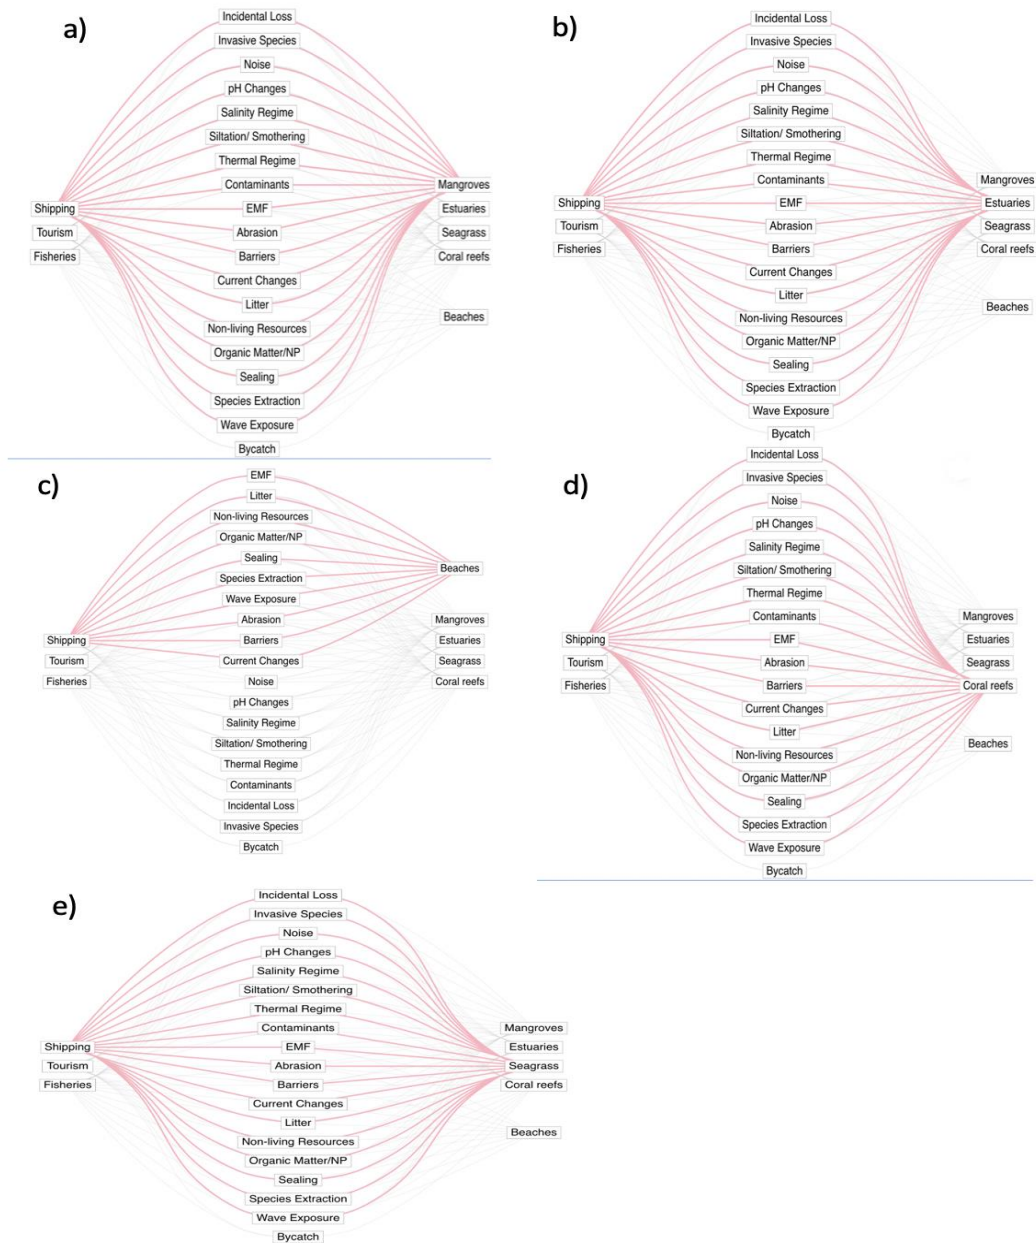 a)
Incidental Loss
Invasive Species
Noise
pH Changes
Salinity Regime
Siltation/ Smothering
Thermal Regime
Contaminants
EMF
Abrasion
Barriers
Current Changes
Litter
Non-living Resources
Organic Matter/NP
Sealing
Species Extraction
Wave Exposure
Bycatch
Shipping
Tourism
Fisheries
Mangroves
Estuaries
Seagrass
Coral reefs
Beaches
b)
Incidental Loss
Invasive Species
Noise
pH Changes
Salinity Regime
Siltation/ Smothering
Thermal Regime
Contaminants
EMF
Abrasion
Barriers
Current Changes
Litter
Non-living Resources
Organic Matter/NP
Sealing
Species Extraction
Wave Exposure
Bycatch
Shipping
Tourism
Fisheries
Mangroves
Estuaries
Seagrass
Coral reefs
Beaches
c)
EMF
Litter
Non-living Resources
Organic Matter/NP
Sealing
Species Extraction
Wave Exposure
Abrasion
Barriers
Current Changes
Noise
pH Changes
Salinity Regime
Siltation/ Smothering
Thermal Regime
Contaminants
Incidental Loss
Invasive Species
Bycatch
Shipping
Tourism
Fisheries
Beaches
Mangroves
Estuaries
Seagrass
Coral reefs
d)
Incidental Loss
Invasive Species
Noise
pH Changes
Salinity Regime
Siltation/ Smothering
Thermal Regime
Contaminants
EMF
Abrasion
Barriers
Current Changes
Litter
Non-living Resources
Organic Matter/NP
Sealing
Species Extraction
Wave Exposure
Bycatch
Shipping
Tourism
Fisheries
Mangroves
Estuaries
Seagrass
Coral reefs
Beaches
e)
Incidental Loss
Invasive Species
Noise
pH Changes
Salinity Regime
Siltation/ Smothering
Thermal Regime
Contaminants
EMF
Abrasion
Barriers
Current Changes
Litter
Non-living Resources
Organic Matter/NP
Sealing
Species Extraction
Wave Exposure
Bycatch
Shipping
Tourism
Fisheries
Mangroves
Estuaries
Seagrass
Coral reefs
Beaches